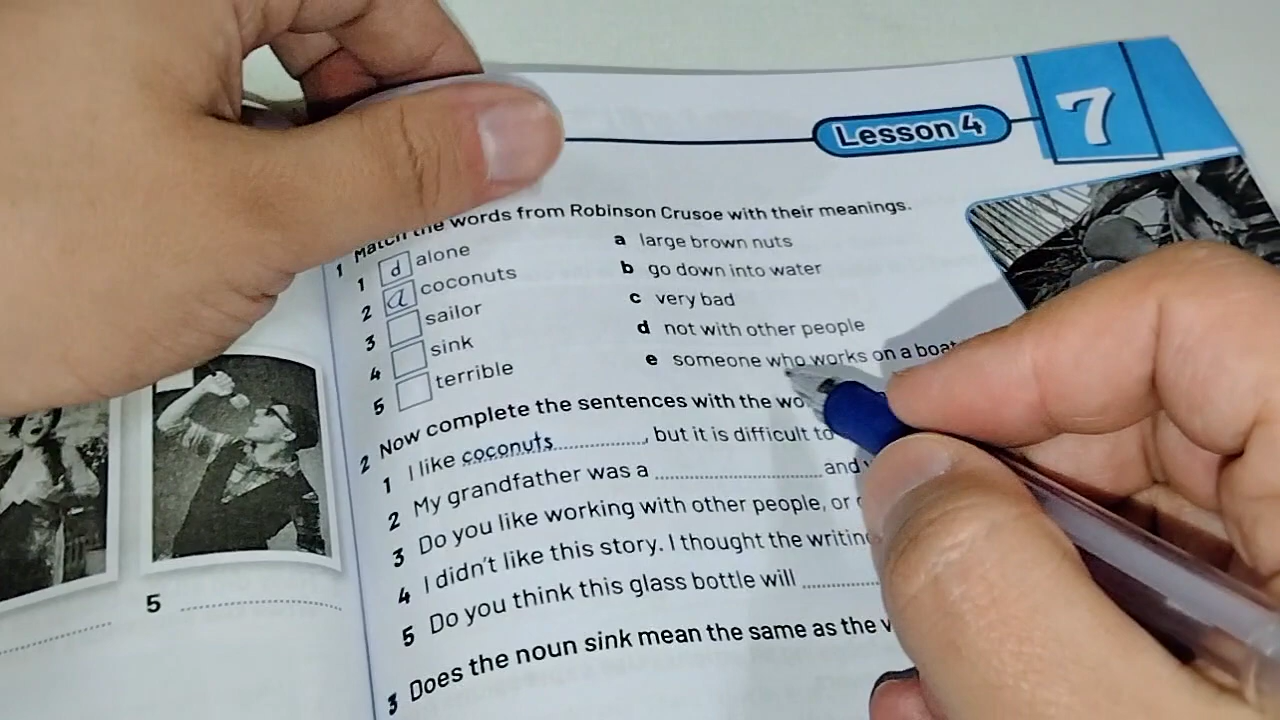 Lesson 4
7
1 Match the words from Robinson Crusoe with their meanings.
1 d alone
2 a coconuts
3 sailor
4 sink
5 terrible
a large brown nuts
b go down into water
c very bad
d not with other people
e someone who works on a boat
2 Now complete the sentences with the
1 I like coconuts, but it is difficult to
2 My grandfather was a ............ and
3 Do you like working with other people, or
4 I didn't like this story. I thought the writing
5 Do you think this glass bottle will ............
3 Does the noun sink mean the same as the
5 ............